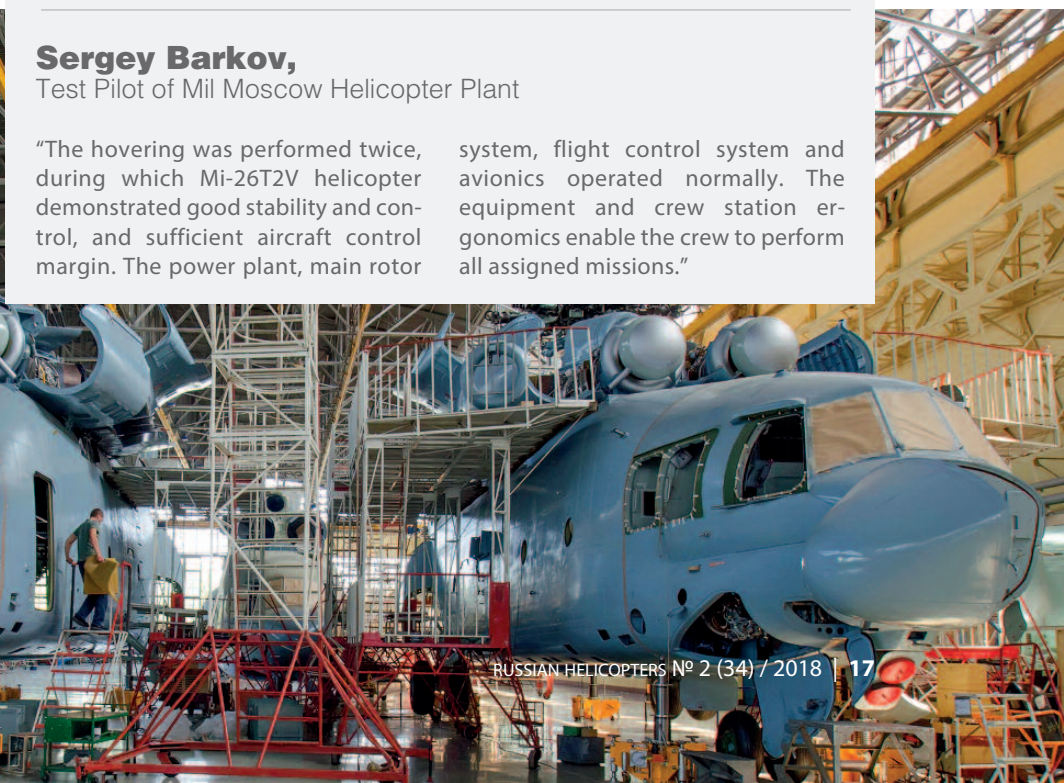 Sergey Barkov,
Test Pilot of Mil Moscow Helicopter Plant
“The hovering was performed twice,
during which Mi-26T2V helicopter
demonstrated good stability and con-
trol, and sufficient aircraft control
margin. The power plant, main rotor
system, flight control system and
avionics operated normally. The
equipment and crew station er-
gonomics enable the crew to perform
all assigned missions.”
RUSSIAN HELICOPTERS № 2 (34) / 2018 | 17